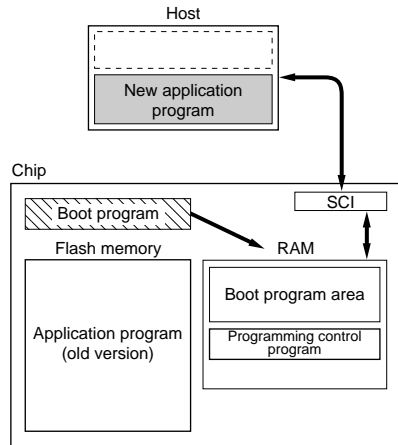 Host
New application
program
Chip
SCI
Boot program
Flash memory
RAM
Boot program area
Application program
(old version)
Programming control
program